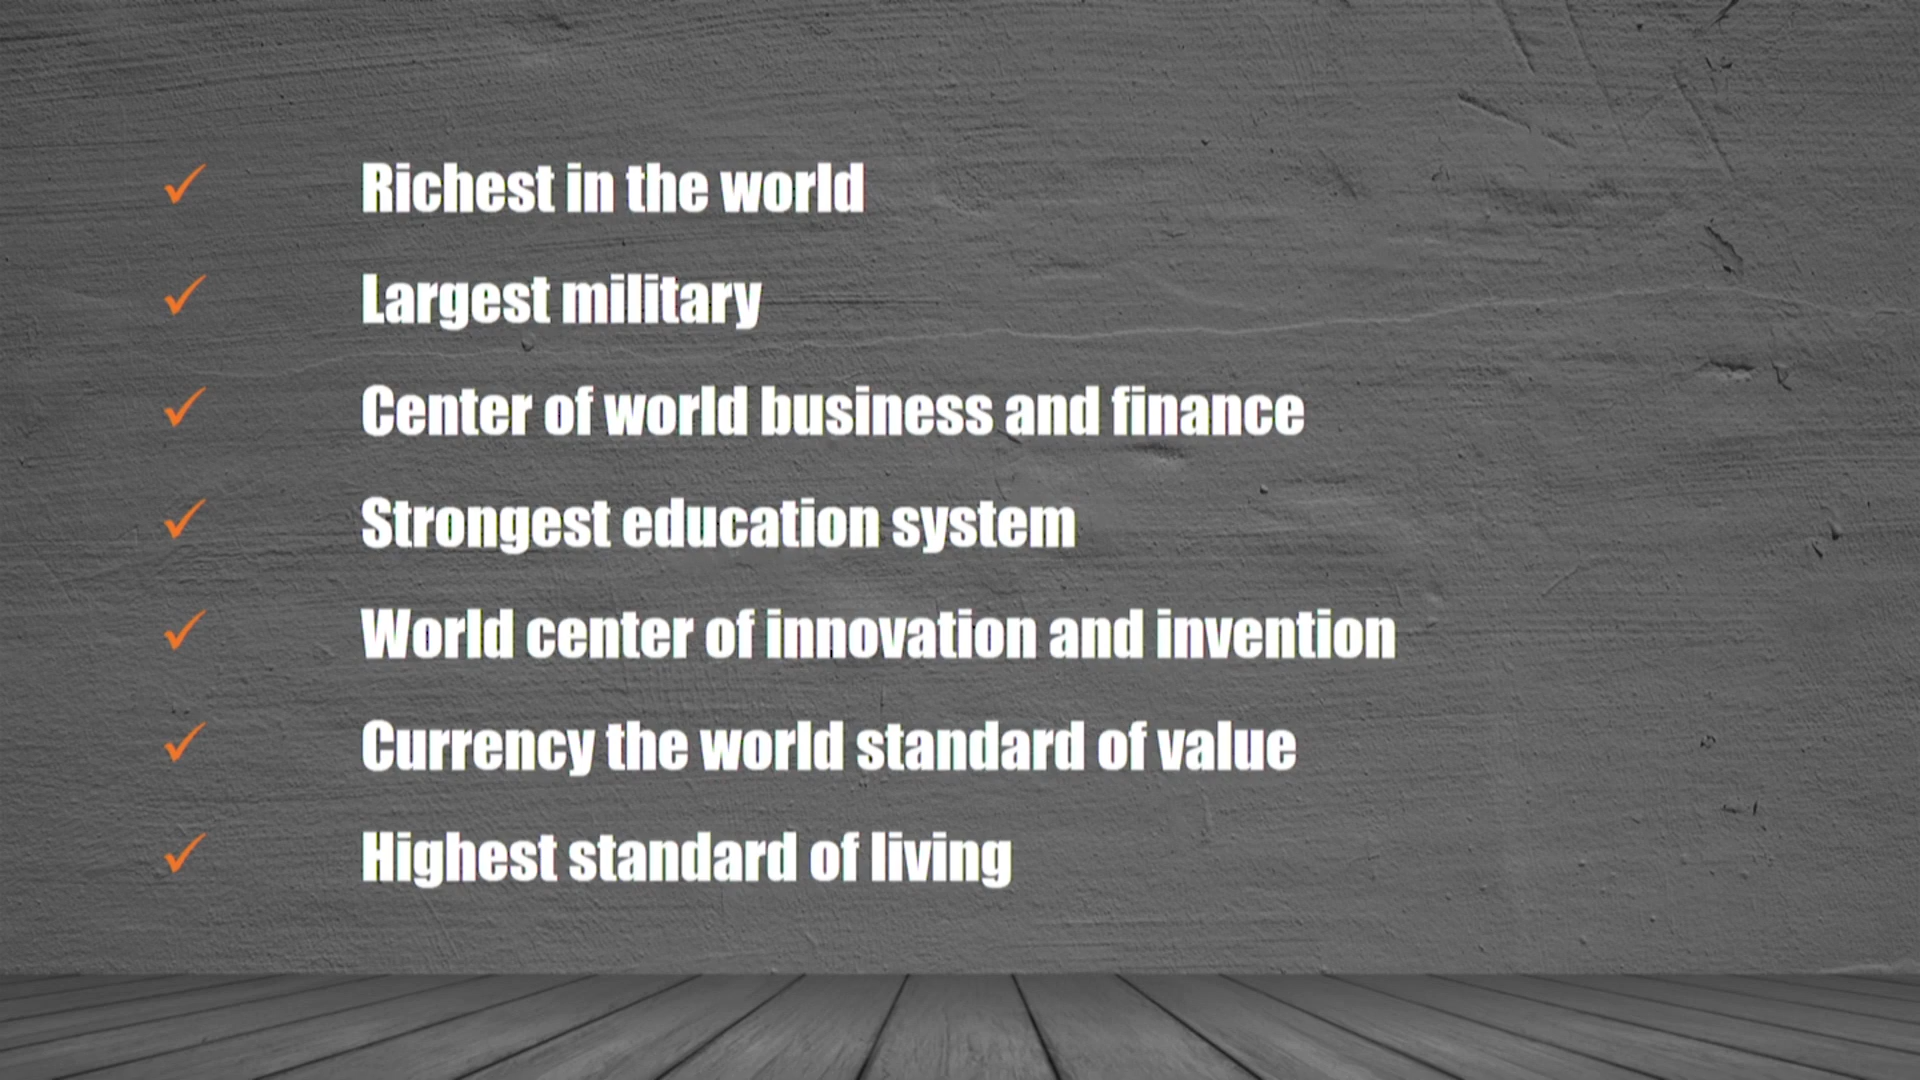 Richest in the world
Largest military
Center of world business and finance
Strongest education system
World center of innovation and invention
Currency the world standard of value
Highest standard of living